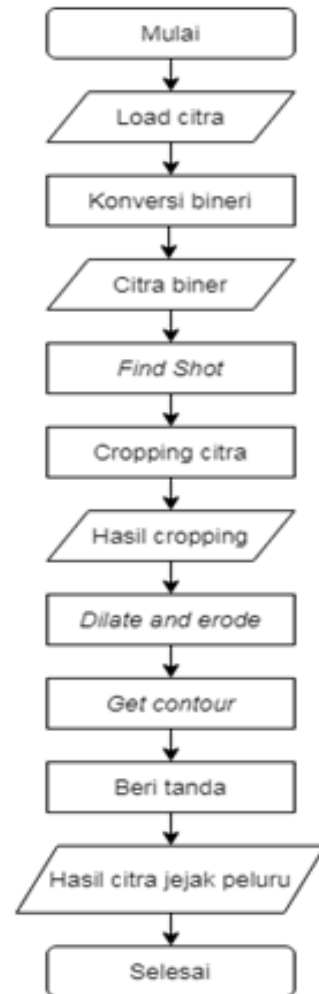 Mulai
Load citra
Konversi bineri
Citra biner
Find Shot
Cropping citra
Hasil cropping
Dilate and erode
Get contour
Beri tanda
Hasil citra jejak peluru
Selesai